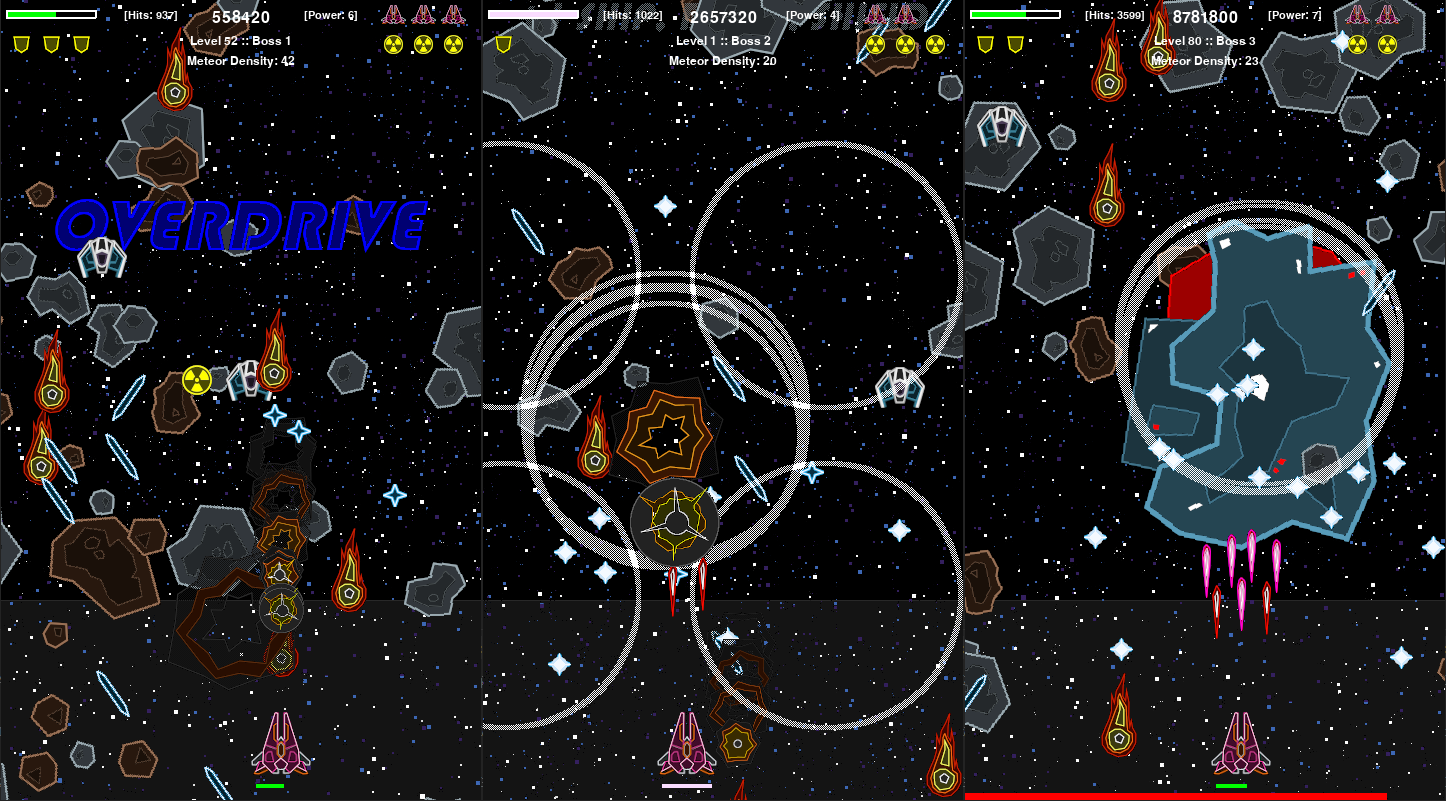 [Hits: 937] 558420 [Power: 6]
Level 52 :: Boss 1
Meteor Density: 42
OVERDRIVE
[Hits: 1022] 2657320 [Power: 4]
Level 1 :: Boss 2
Meteor Density: 20
[Hits: 3599] 8781800 [Power: 7]
Level 80 :: Boss 3
Meteor Density: 23